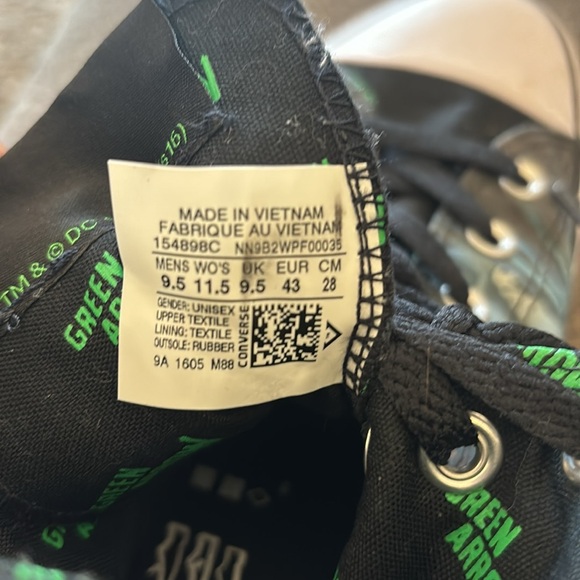 MADE IN VIETNAM
FABRIQUE AU VIETNAM
154898C NN9B2WPF00035
MENS WO'S UK EUR CM
9.5 11.5 9.5 43 28
GENDER: UNISEX
UPPER: TEXTILE
LINING: TEXTILE
OUTSOLE: RUBBER
9A 1605 M88
CONVERSE
TM & © DC
GREEN
GREEN
ARR